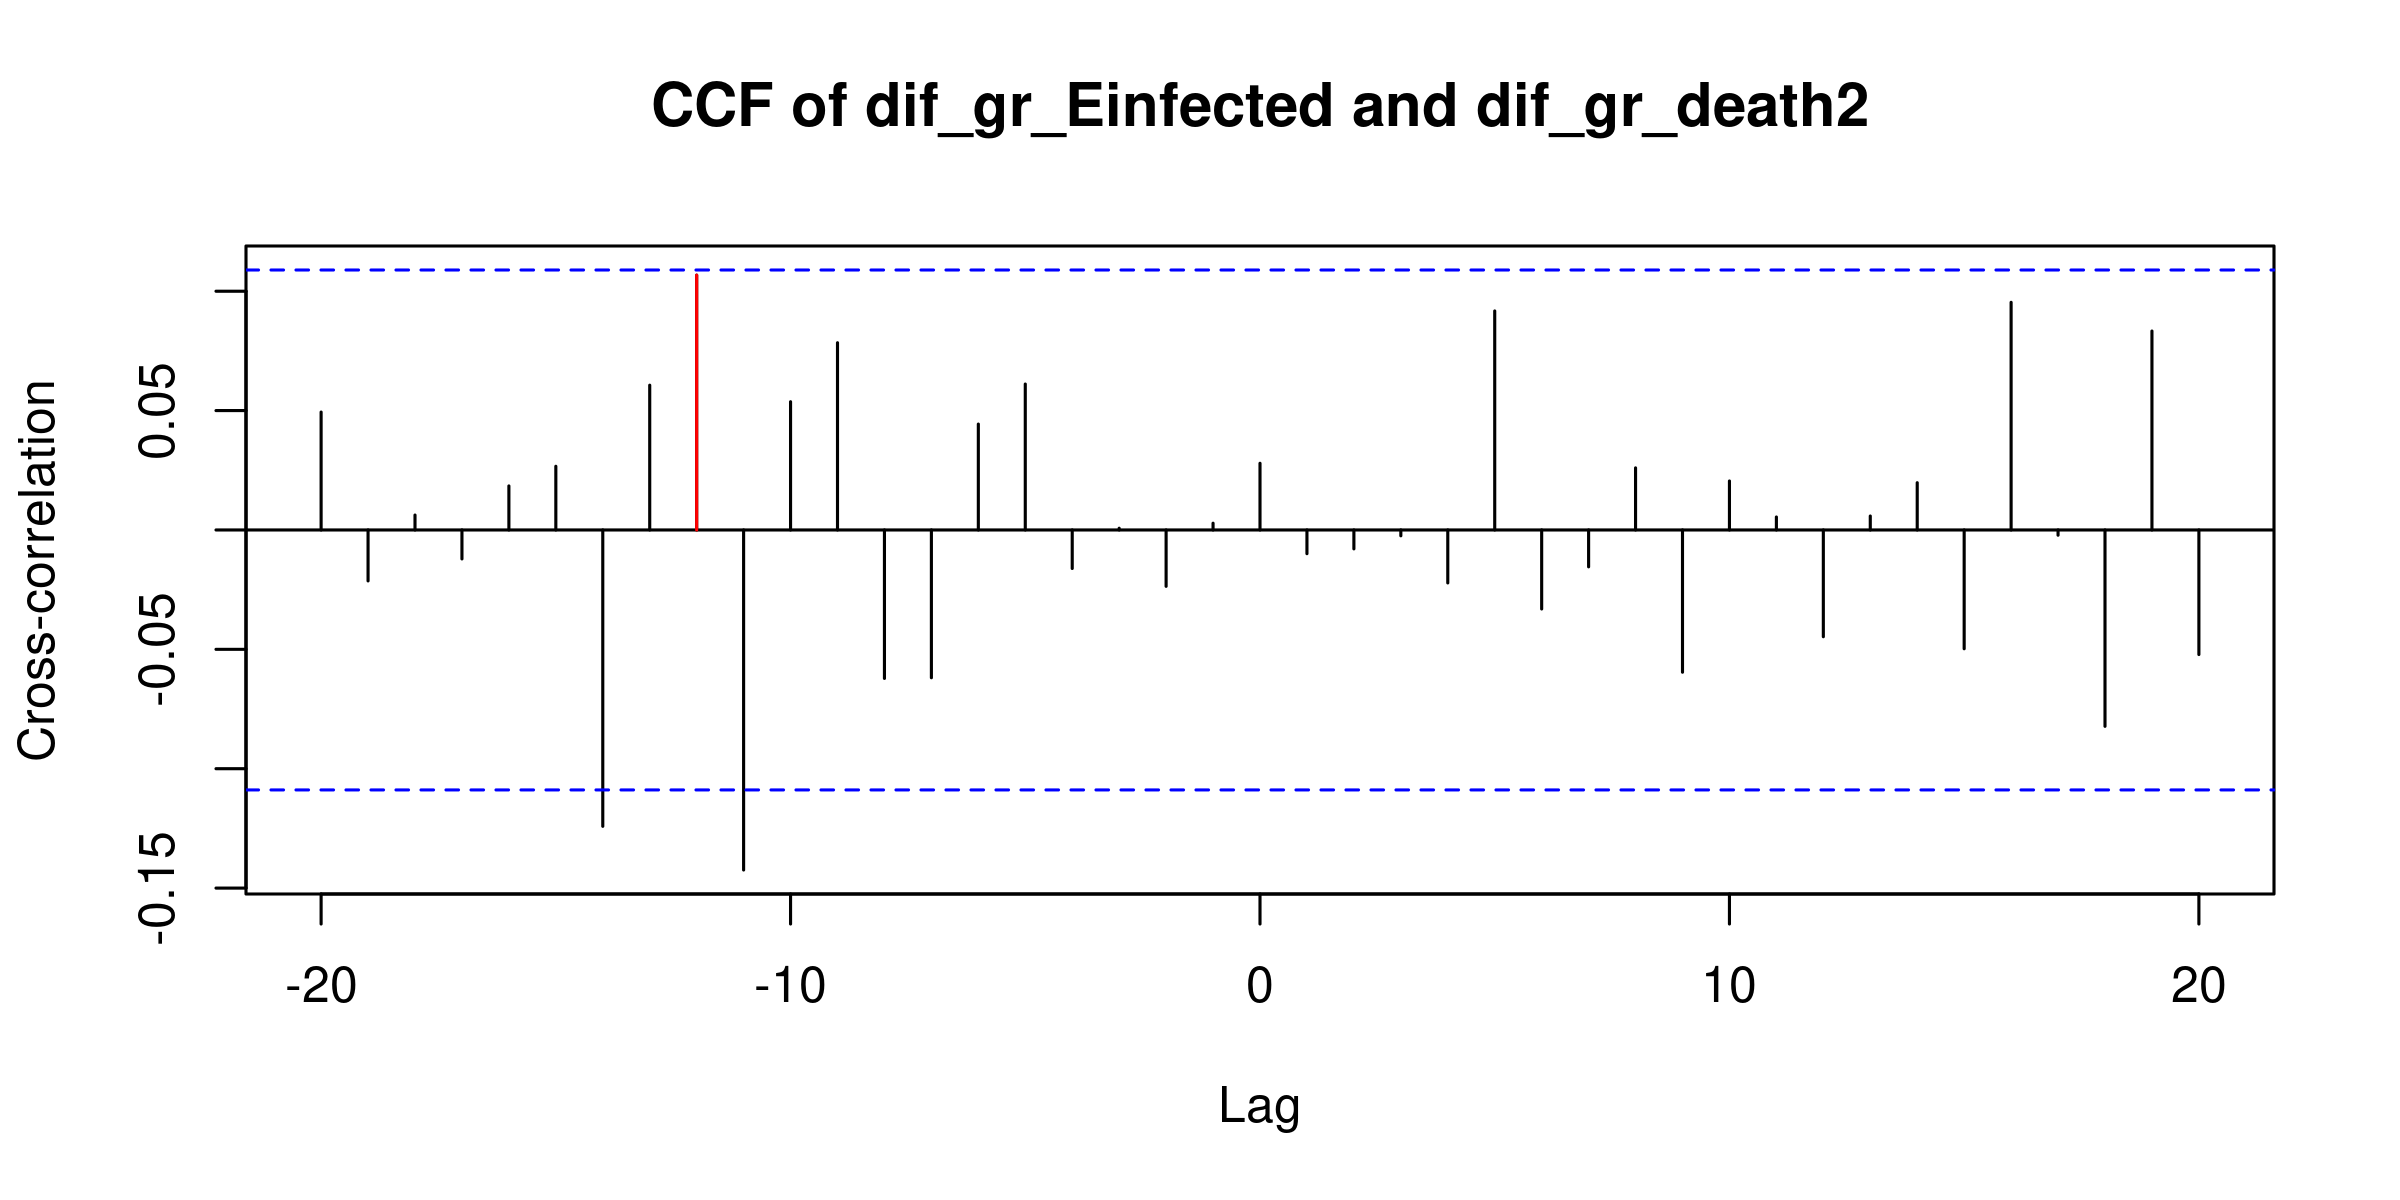 CCF of dif_gr_Einfected and dif_gr_death2
Cross-correlation
0.05
-0.05
-0.15
-20 -10 0 10 20
Lag